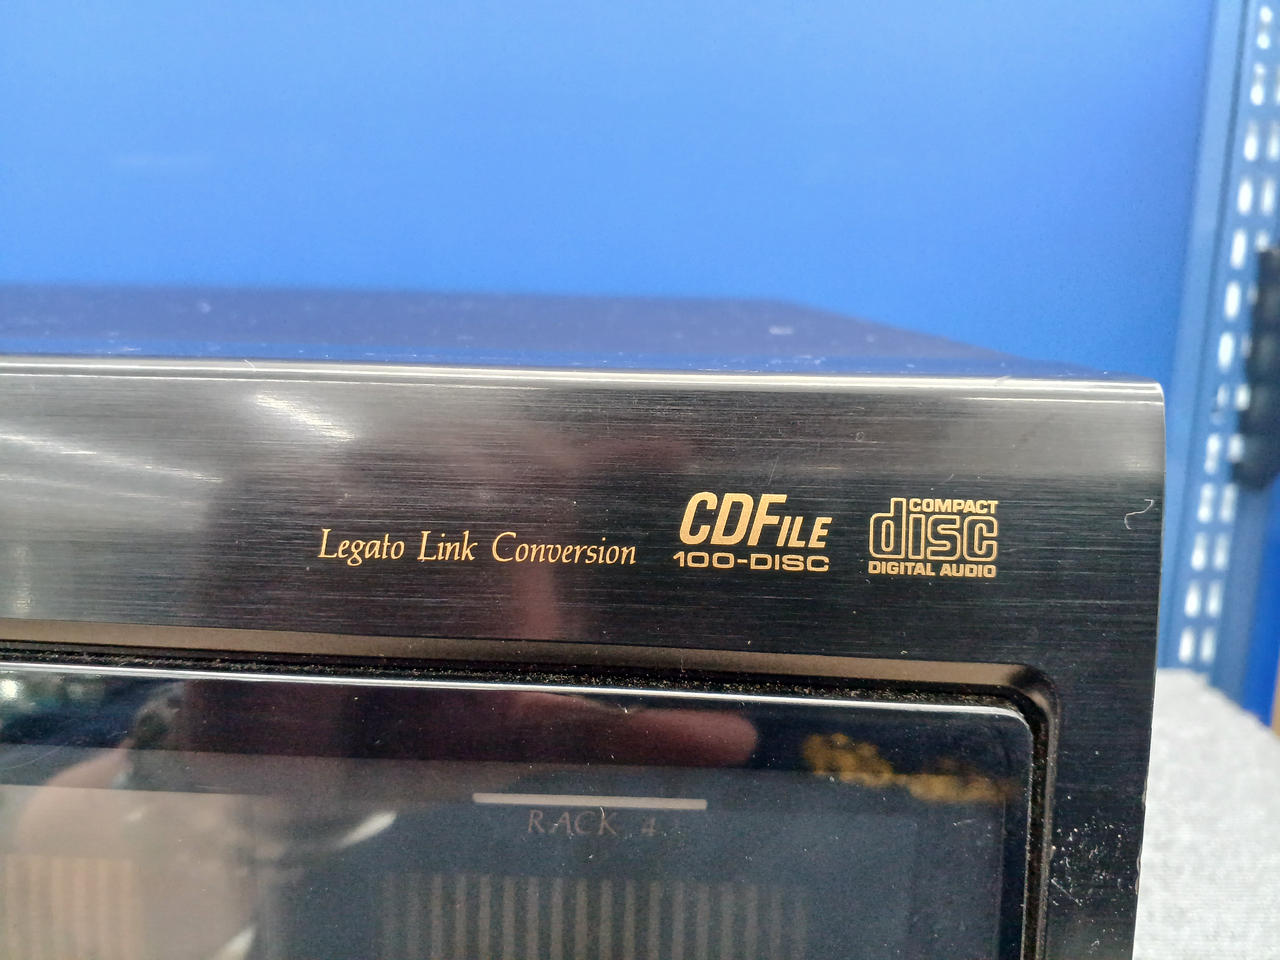 Legato Link Conversion
CDFILE
100-DISC
COMPACT
disc
DIGITAL AUDIO
RACK 4